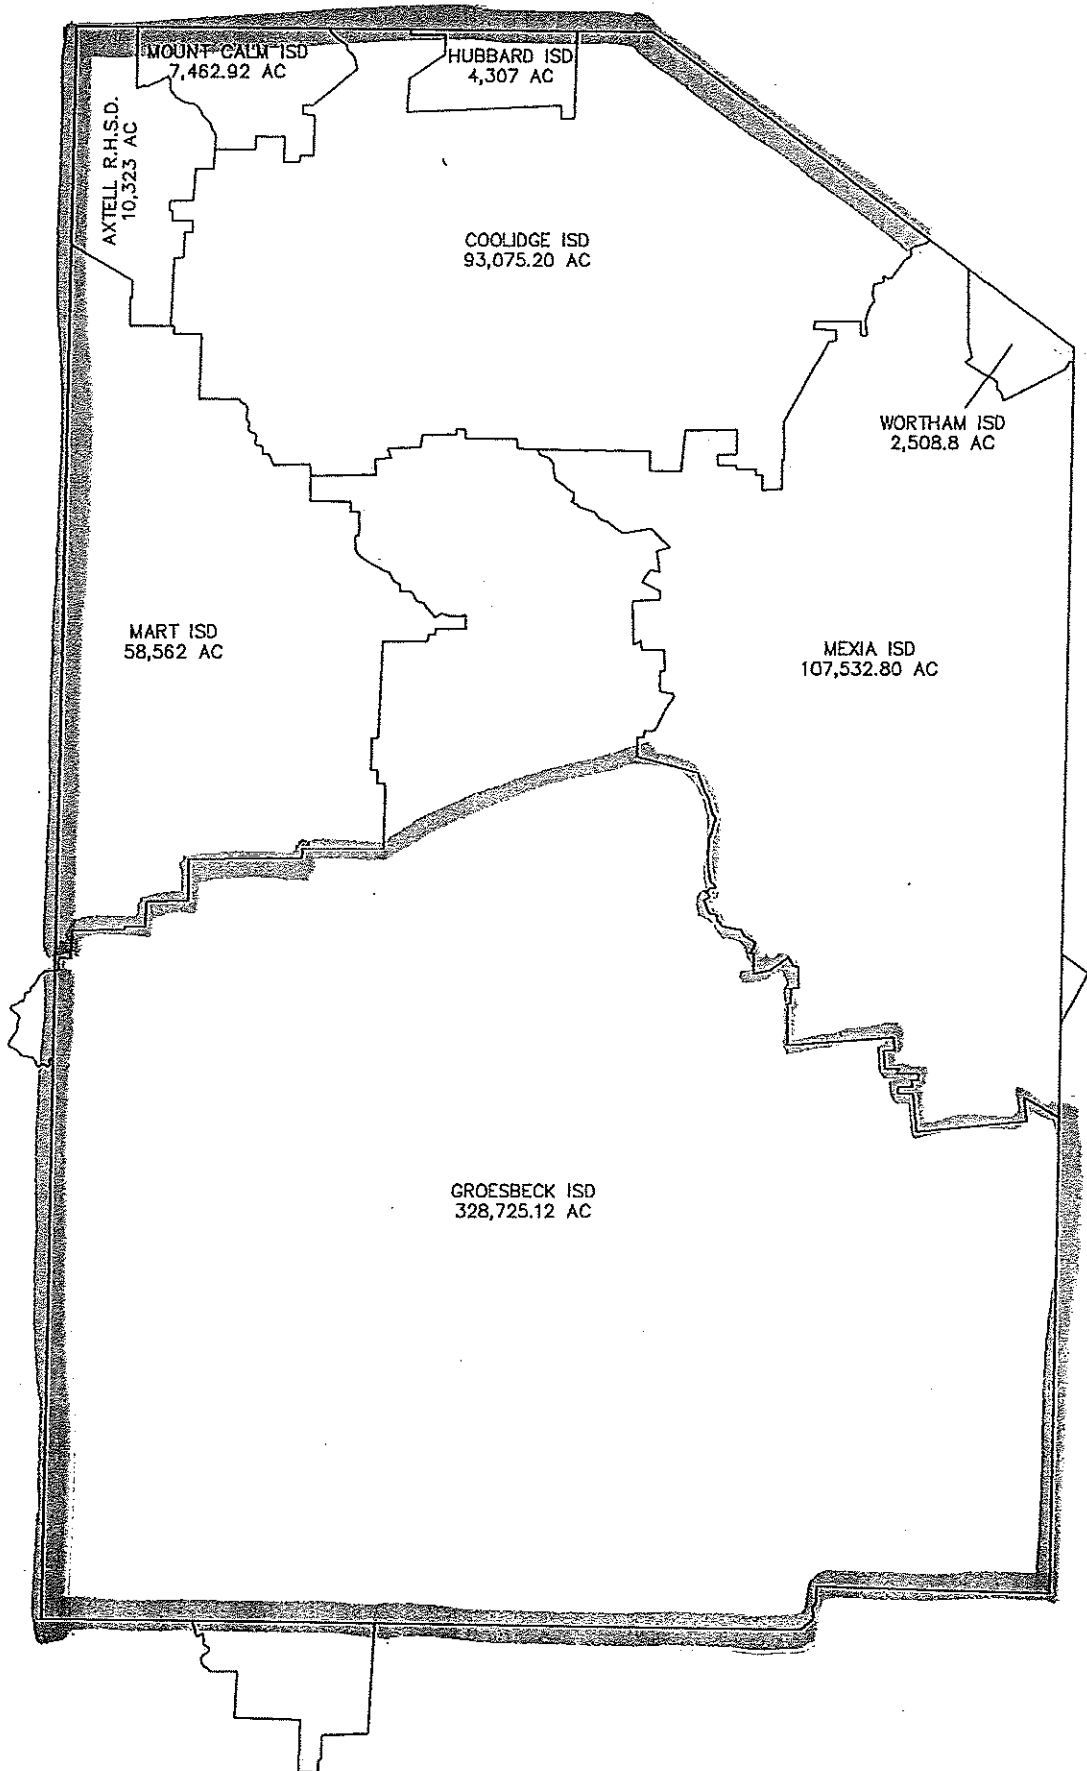 MOUNT CALM ISD
7,462.92 AC
HUBBARD ISD
4,307 AC
AXTELL R.H.S.D.
10,323 AC
COOLIDGE ISD
93,075.20 AC
WORTHAM ISD
2,508.8 AC
MART ISD
58,562 AC
MEXIA ISD
107,532.80 AC
GROESBECK ISD
328,725.12 AC